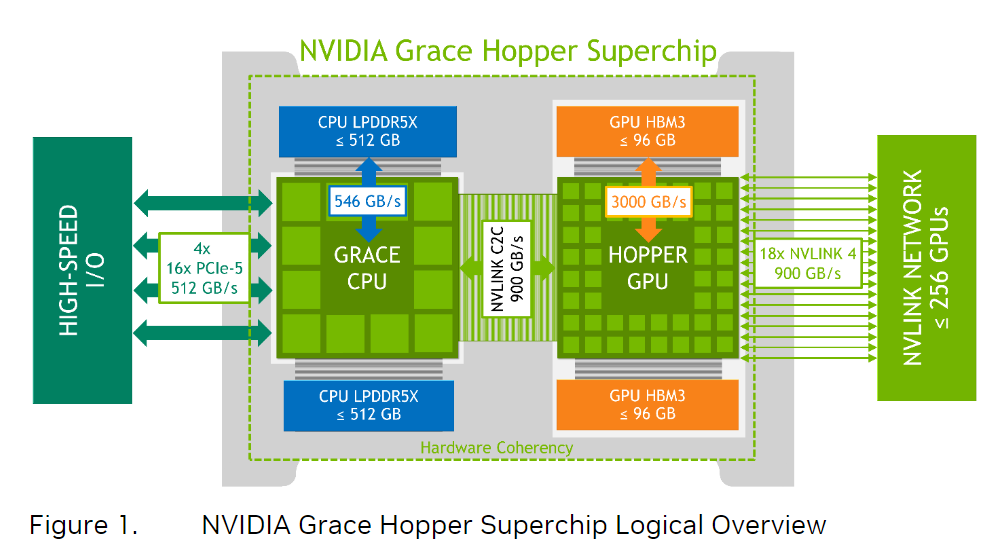 NVIDIA Grace Hopper Superchip
HIGH-SPEED
I/O
4x
16x PCIe-5
512 GB/s
CPU LPDDR5X
≤ 512 GB
546 GB/s
GRACE
CPU
CPU LPDDR5X
≤ 512 GB
NVLINK C2C
900 GB/s
GPU HBM3
≤ 96 GB
3000 GB/s
HOPPER
GPU
GPU HBM3
≤ 96 GB
18x NVLINK 4
900 GB/s
NVLINK NETWORK
≤ 256 GPUs
Hardware Coherency
Figure 1. NVIDIA Grace Hopper Superchip Logical Overview